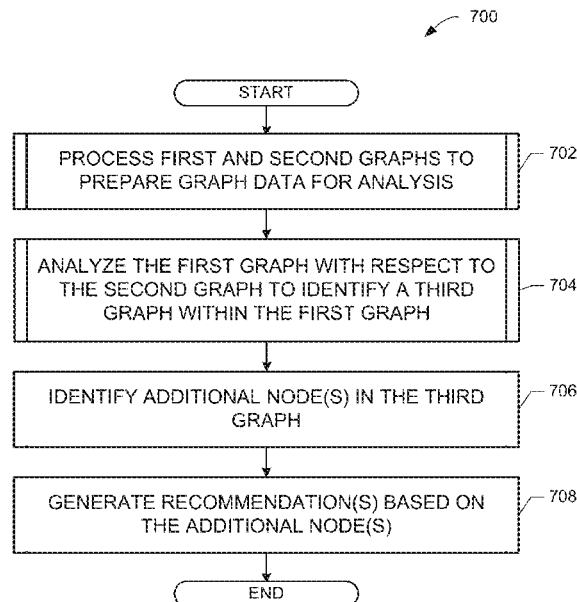 700
START
PROCESS FIRST AND SECOND GRAPHS TO
PREPARE GRAPH DATA FOR ANALYSIS
702
ANALYZE THE FIRST GRAPH WITH RESPECT TO
THE SECOND GRAPH TO IDENTIFY A THIRD
GRAPH WITHIN THE FIRST GRAPH
704
IDENTIFY ADDITIONAL NODE(S) IN THE THIRD
GRAPH
706
GENERATE RECOMMENDATION(S) BASED ON
THE ADDITIONAL NODE(S)
708
END